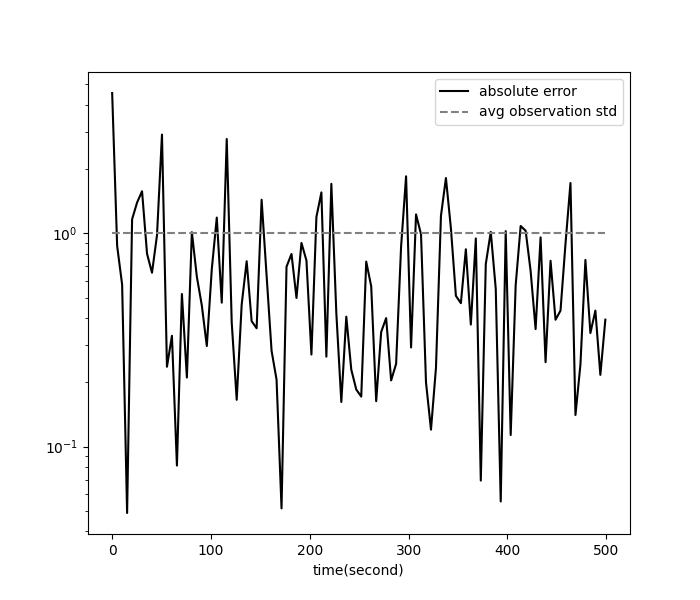 absolute error
avg observation std
10⁰
10⁻¹
0 100 200 300 400 500
time(second)